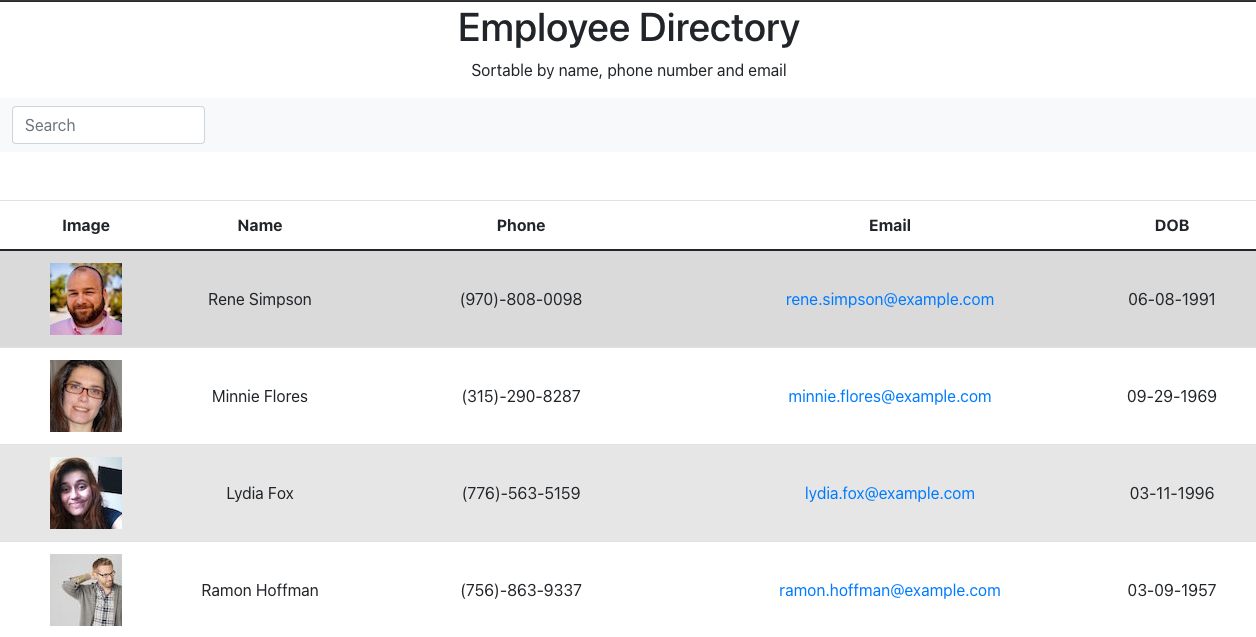 Employee Directory
Sortable by name, phone number and email
Search
Image Name Phone Email DOB
Rene Simpson (970)-808-0098 rene.simpson@example.com 06-08-1991
Minnie Flores (315)-290-8287 minnie.flores@example.com 09-29-1969
Lydia Fox (776)-563-5159 lydia.fox@example.com 03-11-1996
Ramon Hoffman (756)-863-9337 ramon.hoffman@example.com 03-09-1957